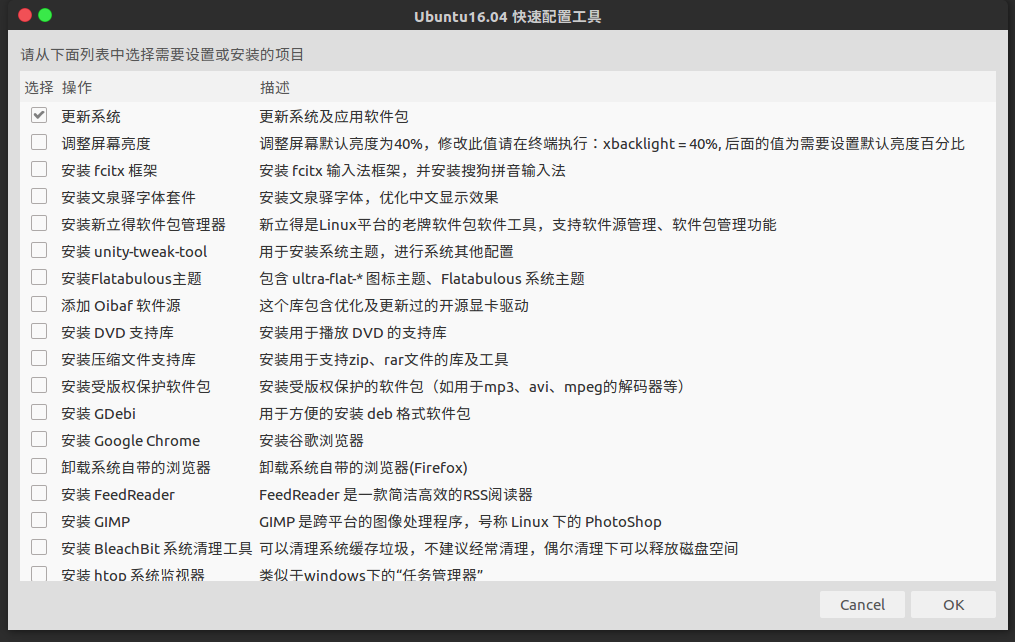 Ubuntu16.04 快速配置工具
请从下面列表中选择需要设置或安装的项目
选择 操作 描述
更新系统 更新系统及应用软件包
调整屏幕亮度 调整屏幕默认亮度为40%，修改此值请在终端执行：xbacklight = 40%, 后面的值为需要设置默认亮度百分比
安装 fcitx 框架 安装 fcitx 输入法框架，并安装搜狗拼音输入法
安装文泉驿字体套件 安装文泉驿字体，优化中文显示效果
安装新立得软件包管理器 新立得是Linux平台的老牌软件包软件工具，支持软件源管理、软件包管理功能
安装 unity-tweak-tool 用于安装系统主题，进行系统其他配置
安装Flatabulous主题 包含 ultra-flat-* 图标主题、Flatabulous 系统主题
添加 Oibaf 软件源 这个库包含优化及更新过的开源显卡驱动
安装 DVD 支持库 安装用于播放 DVD 的支持库
安装压缩文件支持库 安装用于支持zip、rar文件的库及工具
安装受版权保护软件包 安装受版权保护的软件包（如用于mp3、avi、mpeg的解码器等）
安装 GDebi 用于方便的安装 deb 格式软件包
安装 Google Chrome 安装谷歌浏览器
卸载系统自带的浏览器 卸载系统自带的浏览器(Firefox)
安装 FeedReader FeedReader 是一款简洁高效的RSS阅读器
安装 GIMP GIMP 是跨平台的图像处理程序，号称 Linux 下的 PhotoShop
安装 BleachBit 系统清理工具 可以清理系统缓存垃圾，不建议经常清理，偶尔清理下可以释放磁盘空间
安装 htop 系统监视器 类似于windows下的“任务管理器”
Cancel OK